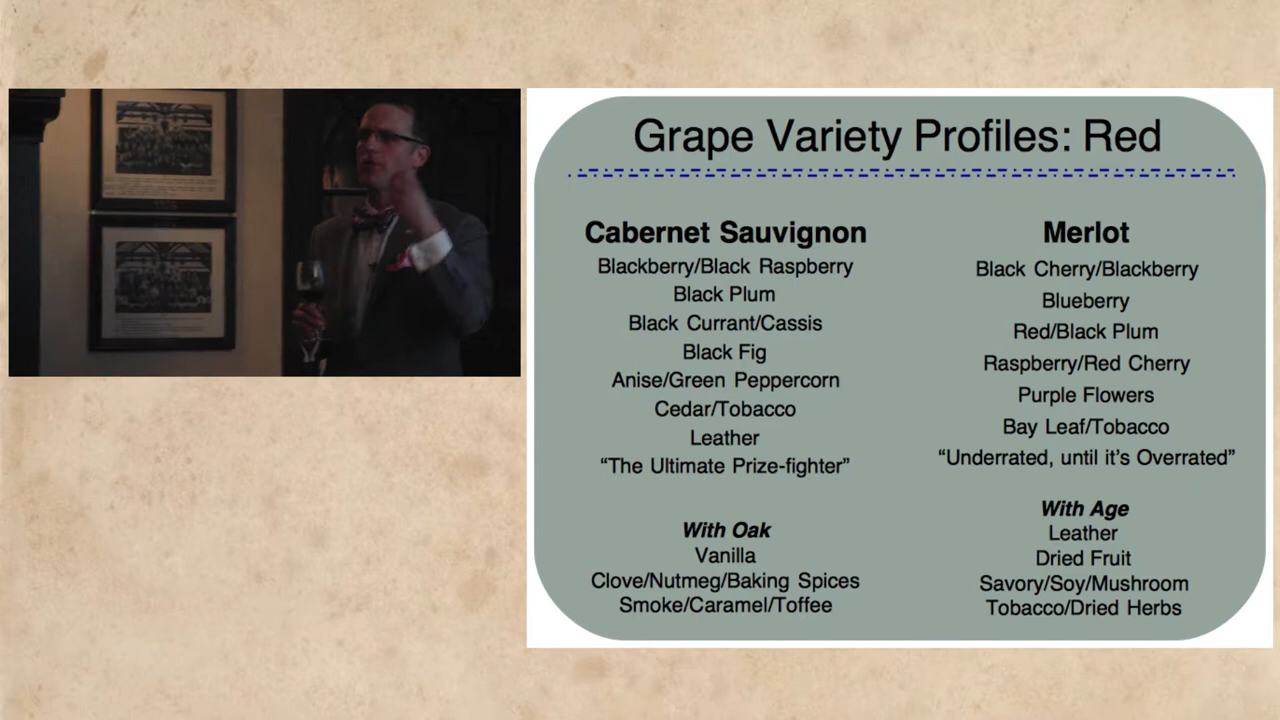 Grape Variety Profiles: Red
Cabernet Sauvignon
Blackberry/Black Raspberry
Black Plum
Black Currant/Cassis
Black Fig
Anise/Green Peppercorn
Cedar/Tobacco
Leather
“The Ultimate Prize-fighter”
With Oak
Vanilla
Clove/Nutmeg/Baking Spices
Smoke/Caramel/Toffee
Merlot
Black Cherry/Blackberry
Blueberry
Red/Black Plum
Raspberry/Red Cherry
Purple Flowers
Bay Leaf/Tobacco
“Underrated, until it’s Overrated”
With Age
Leather
Dried Fruit
Savory/Soy/Mushroom
Tobacco/Dried Herbs